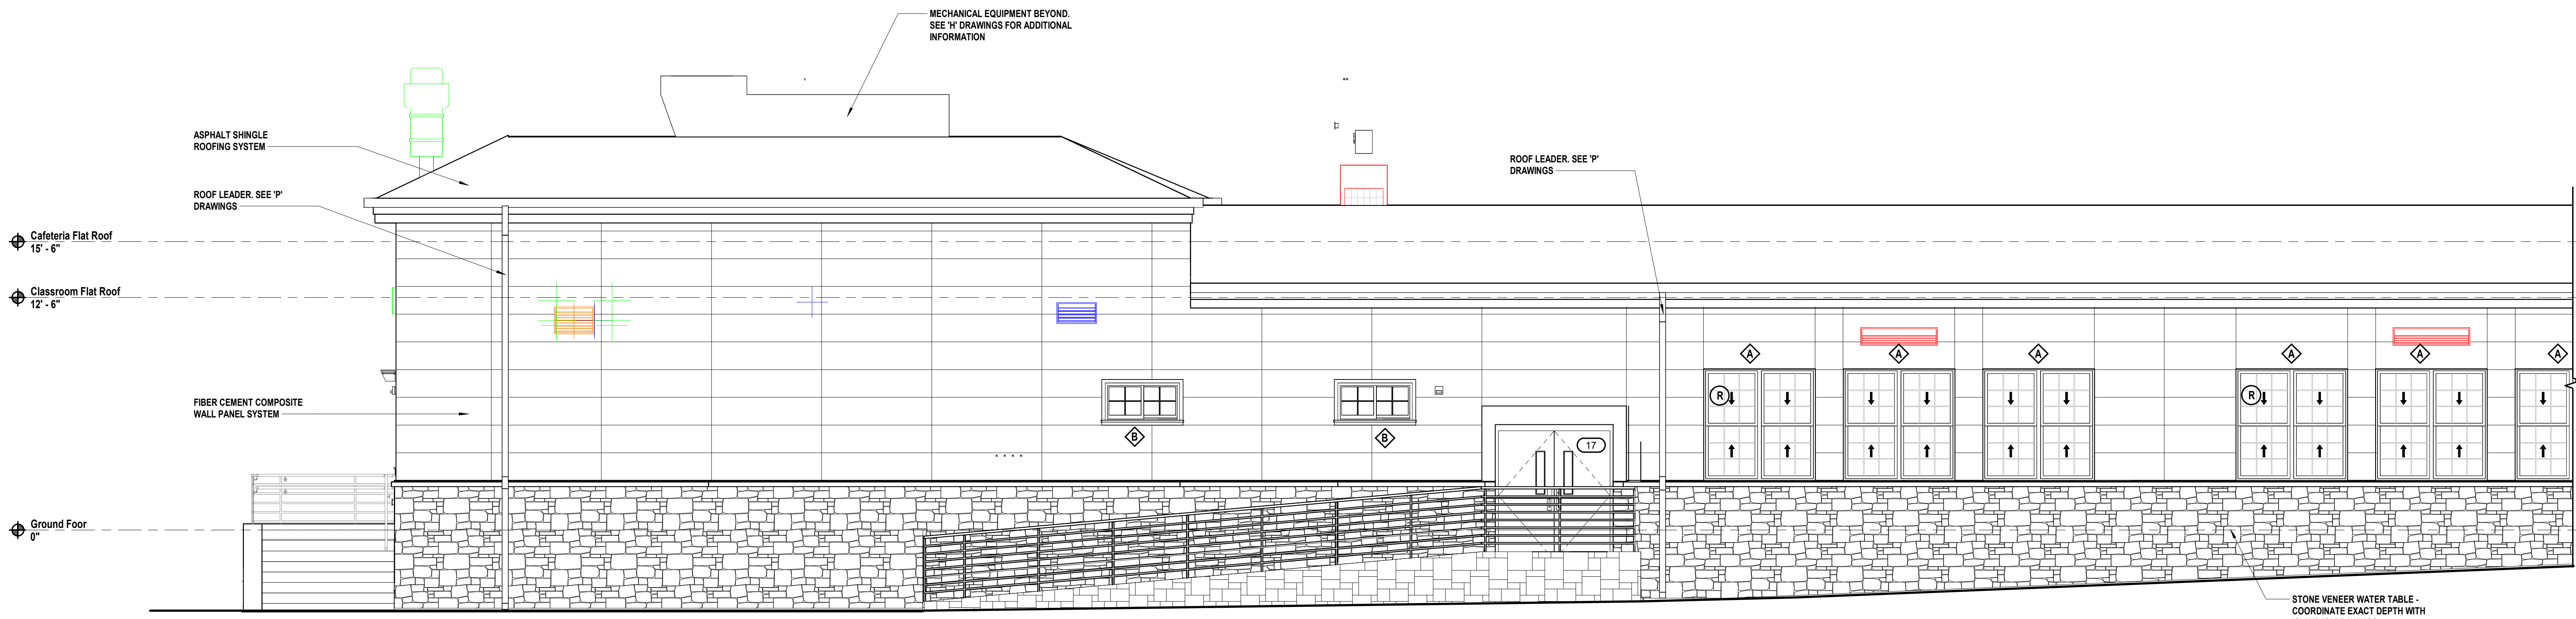 MECHANICAL EQUIPMENT BEYOND.
SEE 'H' DRAWINGS FOR ADDITIONAL
INFORMATION
ASPHALT SHINGLE
ROOFING SYSTEM
ROOF LEADER. SEE 'P'
DRAWINGS
ROOF LEADER. SEE 'P'
DRAWINGS
Cafeteria Flat Roof
15' - 6"
Classroom Flat Roof
12' - 6"
A
A
A
A
A
A
R
R
FIBER CEMENT COMPOSITE
WALL PANEL SYSTEM
B
B
17
Ground Foor
0"
STONE VENEER WATER TABLE -
COORDINATE EXACT DEPTH WITH